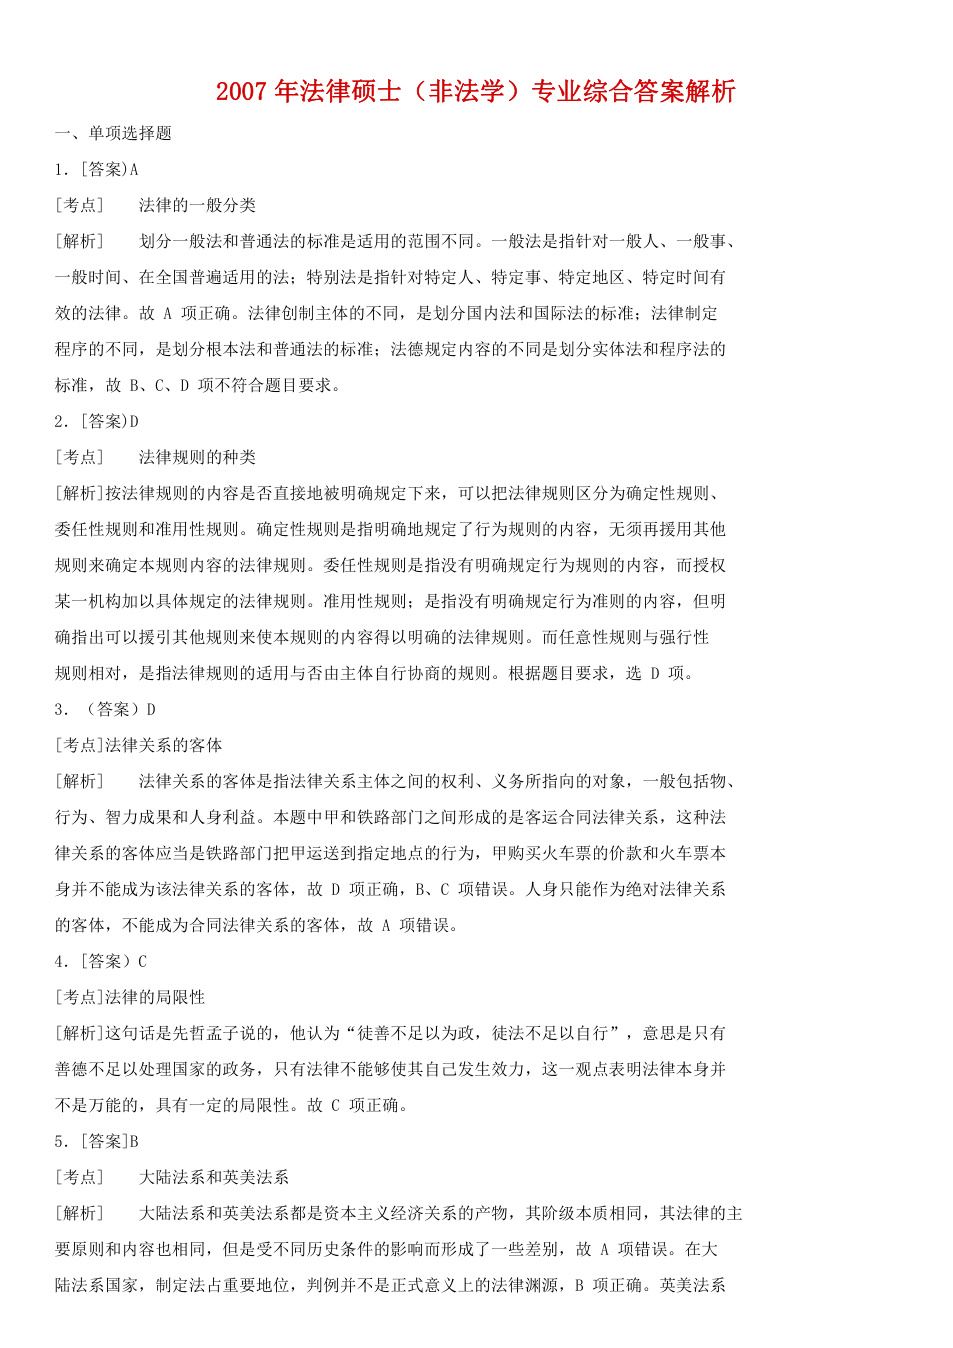 2007 年法律硕士（非法学）专业综合答案解析
一、单项选择题
1．[答案)A
[考点]　　法律的一般分类
[解析]　　划分一般法和普通法的标准是适用的范围不同。一般法是指针对一般人、一般事、
一般时间、在全国普遍适用的法；特别法是指针对特定人、特定事、特定地区、特定时间有
效的法律。故 A 项正确。法律创制主体的不同，是划分国内法和国际法的标准；法律制定
程序的不同，是划分根本法和普通法的标准；法德规定内容的不同是划分实体法和程序法的
标准，故 B、C、D 项不符合题目要求。
2．[答案)D
[考点]　　法律规则的种类
[解析]按法律规则的内容是否直接地被明确规定下来，可以把法律规则区分为确定性规则、
委任性规则和准用性规则。确定性规则是指明确地规定了行为规则的内容，无须再援用其他
规则来确定本规则内容的法律规则。委任性规则是指没有明确规定行为规则的内容，而授权
某一机构加以具体规定的法律规则。准用性规则；是指没有明确规定行为准则的内容，但明
确指出可以援引其他规则来使本规则的内容得以明确的法律规则。而任意性规则与强行性
规则相对，是指法律规则的适用与否由主体自行协商的规则。根据题目要求，选 D 项。
3．（答案）D
[考点]法律关系的客体
[解析]　　法律关系的客体是指法律关系主体之间的权利、义务所指向的对象，一般包括物、
行为、智力成果和人身利益。本题中甲和铁路部门之间形成的是客运合同法律关系，这种法
律关系的客体应当是铁路部门把甲运送到指定地点的行为，甲购买火车票的价款和火车票本
身并不能成为该法律关系的客体，故 D 项正确，B、C 项错误。人身只能作为绝对法律关系
的客体，不能成为合同法律关系的客体，故 A 项错误。
4．[答案）C
[考点]法律的局限性
[解析]这句话是先哲孟子说的，他认为“徒善不足以为政，徒法不足以自行”，意思是只有
善德不足以处理国家的政务，只有法律不能够使其自己发生效力，这一观点表明法律本身并
不是万能的，具有一定的局限性。故 C 项正确。
5．[答案]B
[考点]　　大陆法系和英美法系
[解析]　　大陆法系和英美法系都是资本主义经济关系的产物，其阶级本质相同，其法律的主
要原则和内容也相同，但是受不同历史条件的影响而形成了一些差别，故 A 项错误。在大
陆法系国家，制定法占重要地位，判例并不是正式意义上的法律渊源，B 项正确。英美法系